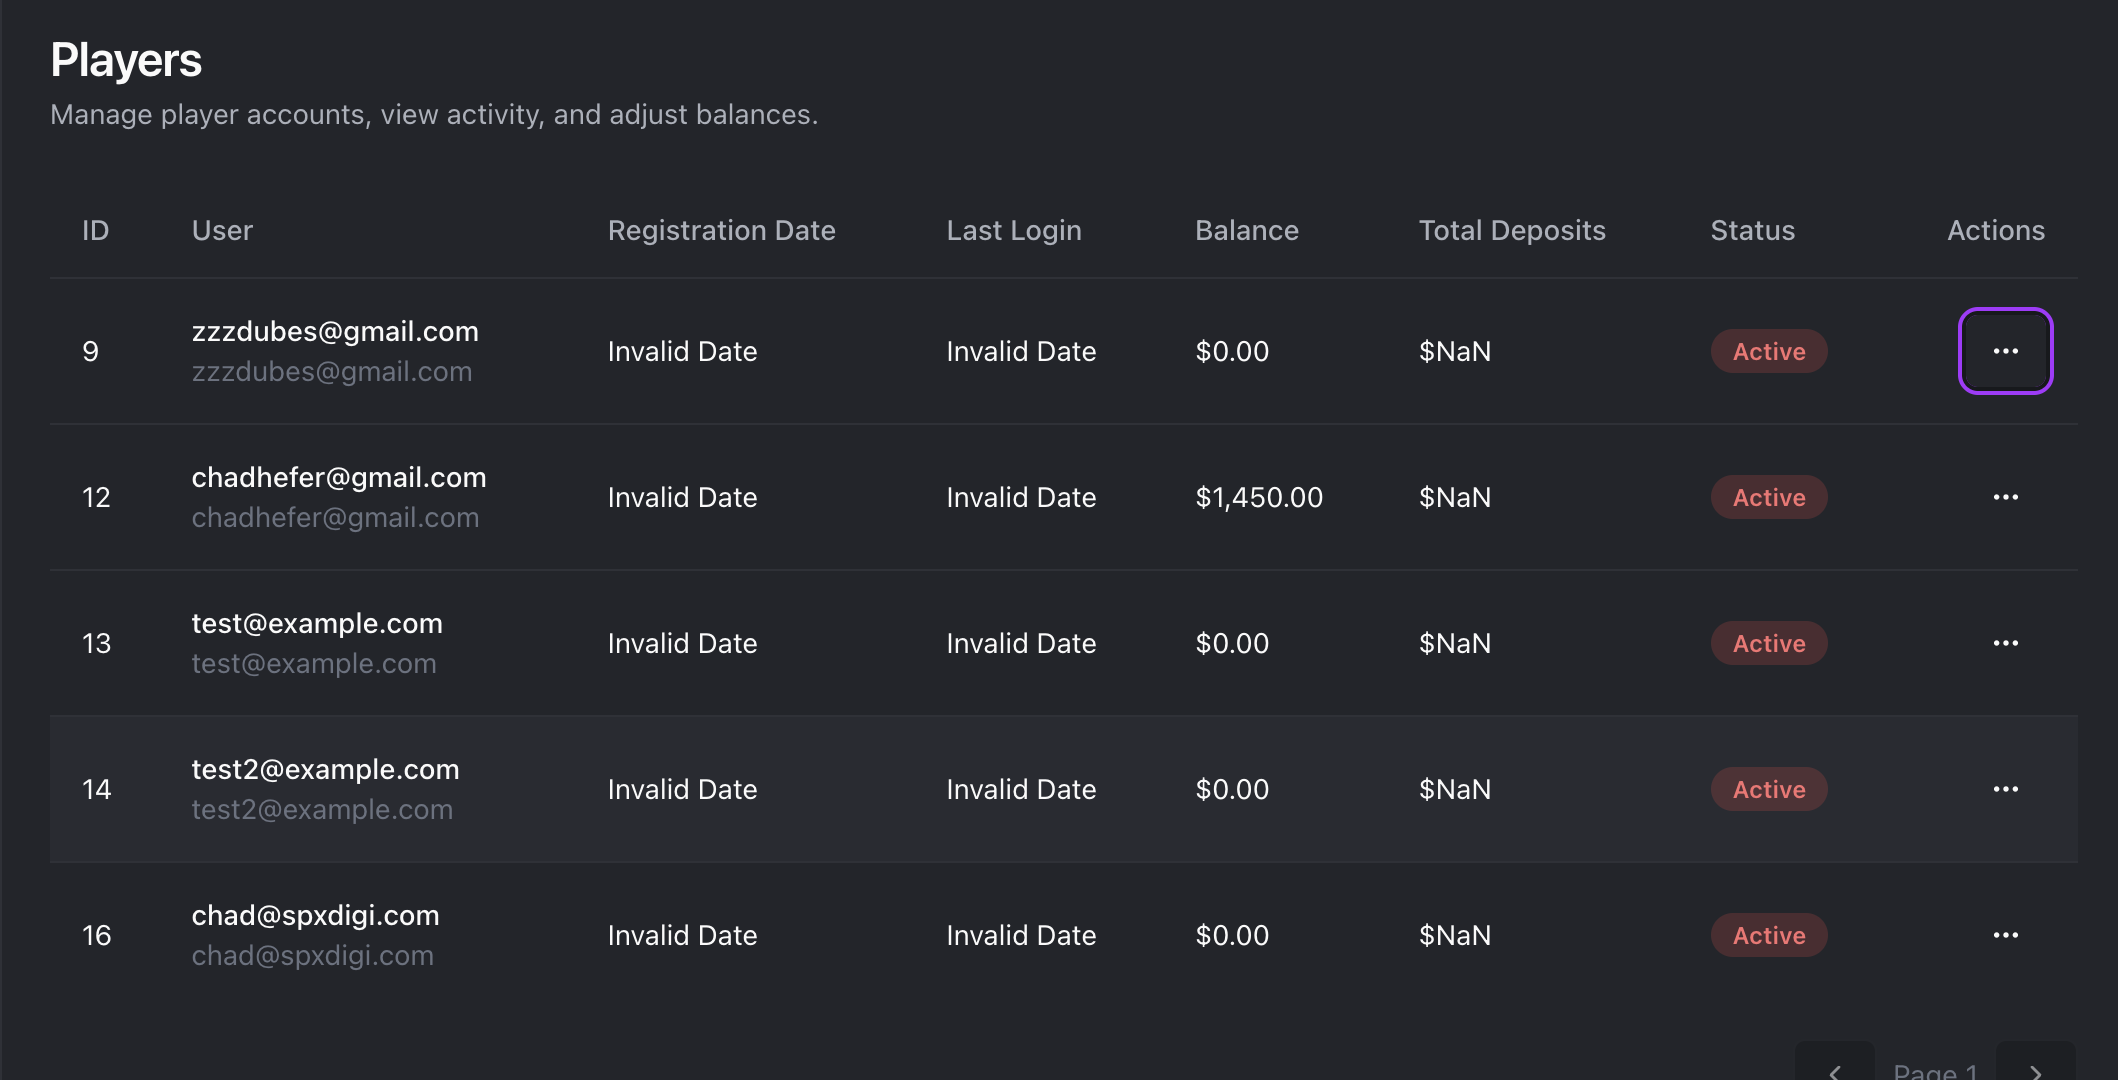 Players
Manage player accounts, view activity, and adjust balances.
ID User Registration Date Last Login Balance Total Deposits Status Actions
9 zzzdubes@gmail.com Invalid Date Invalid Date $0.00 $NaN Active ...
zzzdubes@gmail.com
12 chadhefer@gmail.com Invalid Date Invalid Date $1,450.00 $NaN Active ...
chadhefer@gmail.com
13 test@example.com Invalid Date Invalid Date $0.00 $NaN Active ...
test@example.com
14 test2@example.com Invalid Date Invalid Date $0.00 $NaN Active ...
test2@example.com
16 chad@spxdigi.com Invalid Date Invalid Date $0.00 $NaN Active ...
chad@spxdigi.com
< Page 1 >